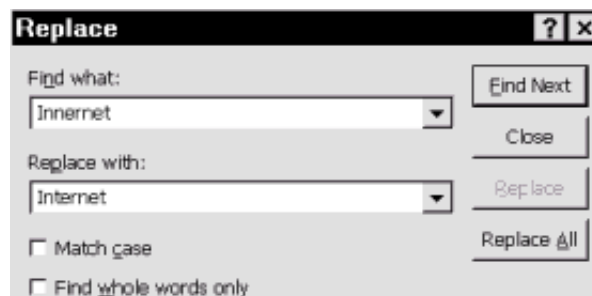 Replace
Find what:
Innernet
Find Next
Close
Replace with:
Internet
Replace
Match case
Replace All
Find whole words only